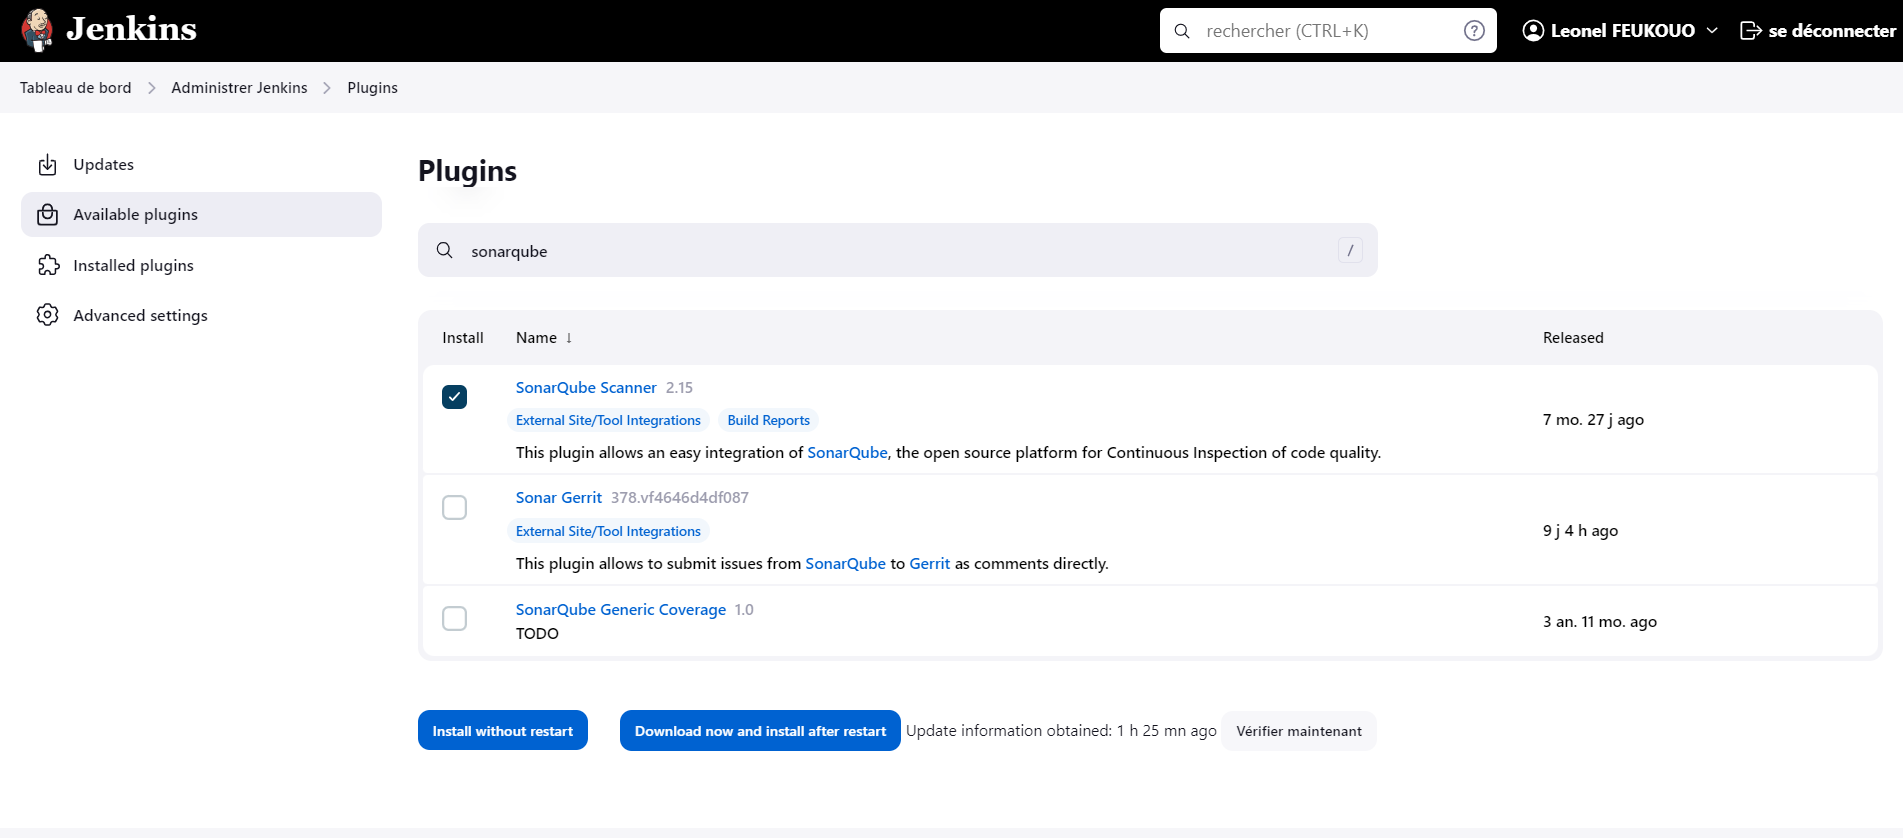 Jenkins
rechercher (CTRL+K)
?
Leonel FEUKOUO
se déconnecter
Tableau de bord
Administrer Jenkins
Plugins
Updates
Available plugins
Installed plugins
Advanced settings
Plugins
sonarqube
/
Install Name ↓ Released
SonarQube Scanner 2.15
External Site/Tool Integrations Build Reports
7 mo. 27 j ago
This plugin allows an easy integration of SonarQube, the open source platform for Continuous Inspection of code quality.
Sonar Gerrit 378.vf4646d4df087
External Site/Tool Integrations
9 j 4 h ago
This plugin allows to submit issues from SonarQube to Gerrit as comments directly.
SonarQube Generic Coverage 1.0
3 an. 11 mo. ago
TODO
Install without restart
Download now and install after restart
Update information obtained: 1 h 25 mn ago
Vérifier maintenant